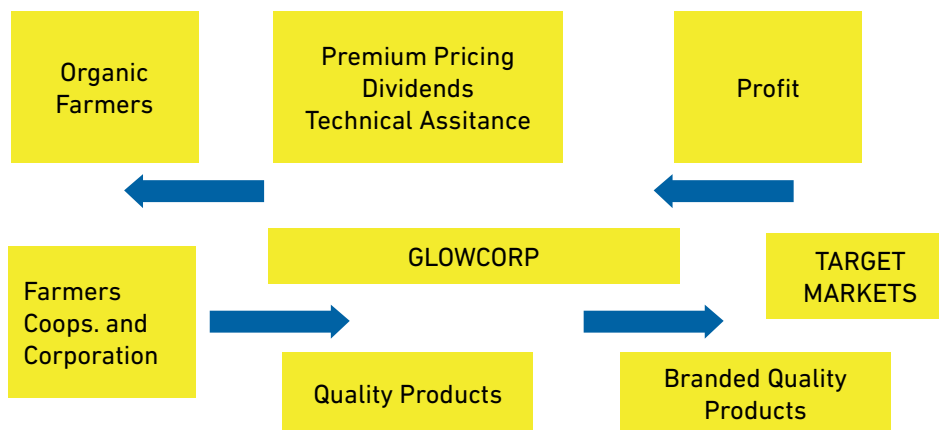 Organic
Farmers
Premium Pricing
Dividends
Technical Assitance
Profit
GLOWCORP
TARGET
MARKETS
Farmers
Coops. and
Corporation
Quality Products
Branded Quality
Products